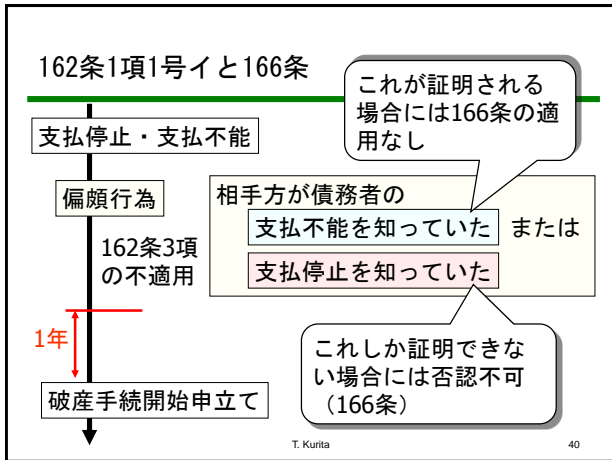 162条1項1号イと166条
これが証明される
場合には166条の適
用なし
支払停止・支払不能
偏頗行為
相手方が債務者の
支払不能を知っていた または
支払停止を知っていた
162条3項
の不適用
1年
これしか証明できな
い場合には否認不可
（166条）
破産手続開始申立て
T. Kurita
40